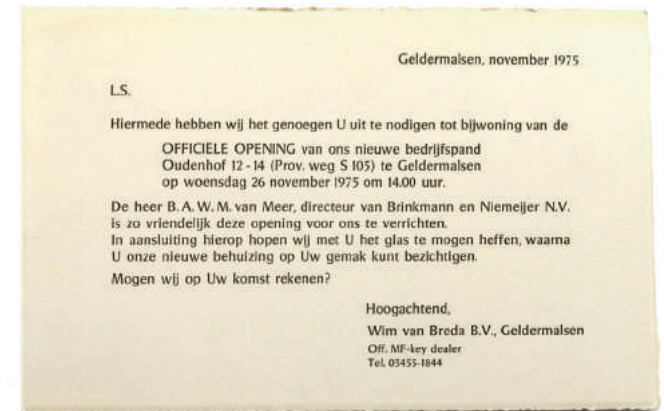 Geldermalsen, november 1975
L.S.
Hiermede hebben wij het genoegen U uit te nodigen tot bijwoning van de
OFFICIELE OPENING van ons nieuwe bedrijfspand
Oudenhof 12-14 (Prov. weg S 105) te Geldermalsen
op woensdag 26 november 1975 om 14.00 uur.
De heer B. A. W. M. van Meer, directeur van Brinkmann en Niemeijer N.V.
is zo vriendelijk deze opening voor ons te verrichten.
In aansluiting hierop hopen wij met U het glas te mogen heffen, waarna
U onze nieuwe behuizing op Uw gemak kunt bezichtigen.
Mogen wij op Uw komst rekenen?
Hoogachtend,
Wim van Breda B.V., Geldermalsen
Off. MF-key dealer
Tel. 03455-1844